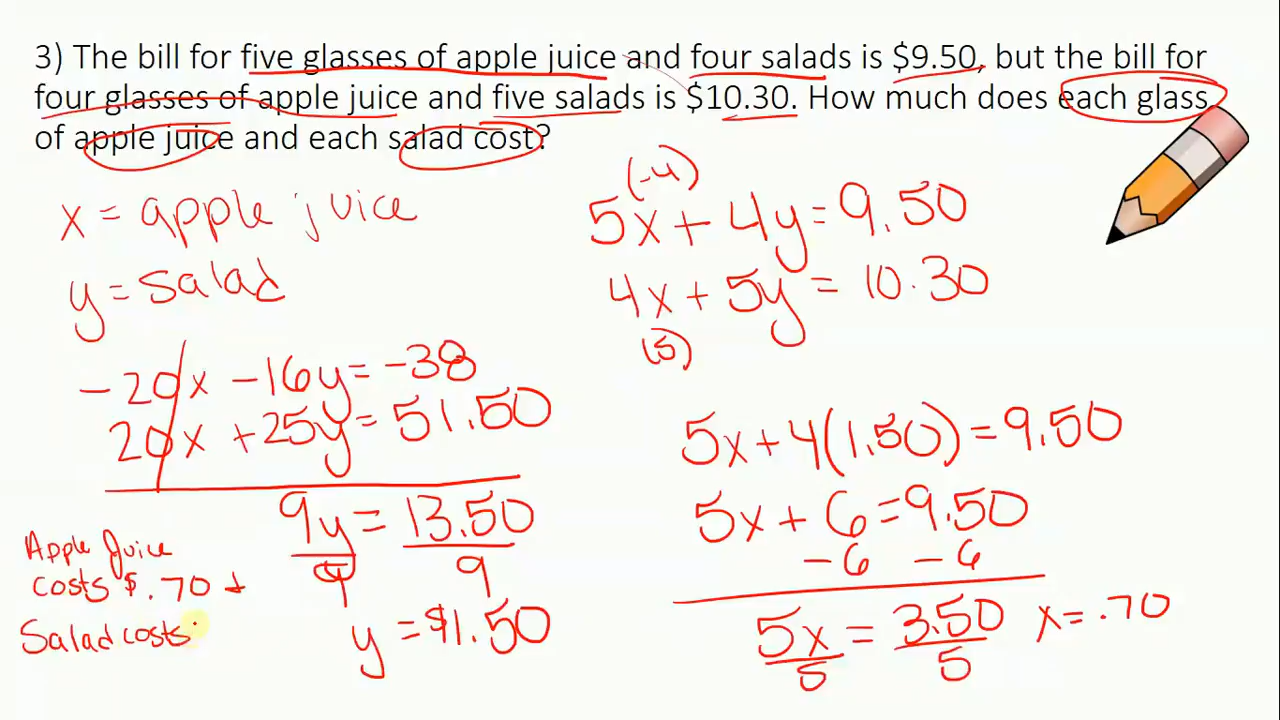 3) The bill for five glasses of apple juice and four salads is $9.50, but the bill for
four glasses of apple juice and five salads is $10.30. How much does each glass
of apple juice and each salad cost?
x = apple juice
y = salad
(-4)
5x + 4y = 9.50
4x + 5y = 10.30
(5)
-20x -16y = -38
20x +25y = 51.50
9y = 13.50
9 9
y = $1.50
5x + 4(1.50) = 9.50
5x + 6 = 9.50
-6 -6
5x = 3.50
5 5
x = .70
Apple Juice
costs $.70 +
Salad costs